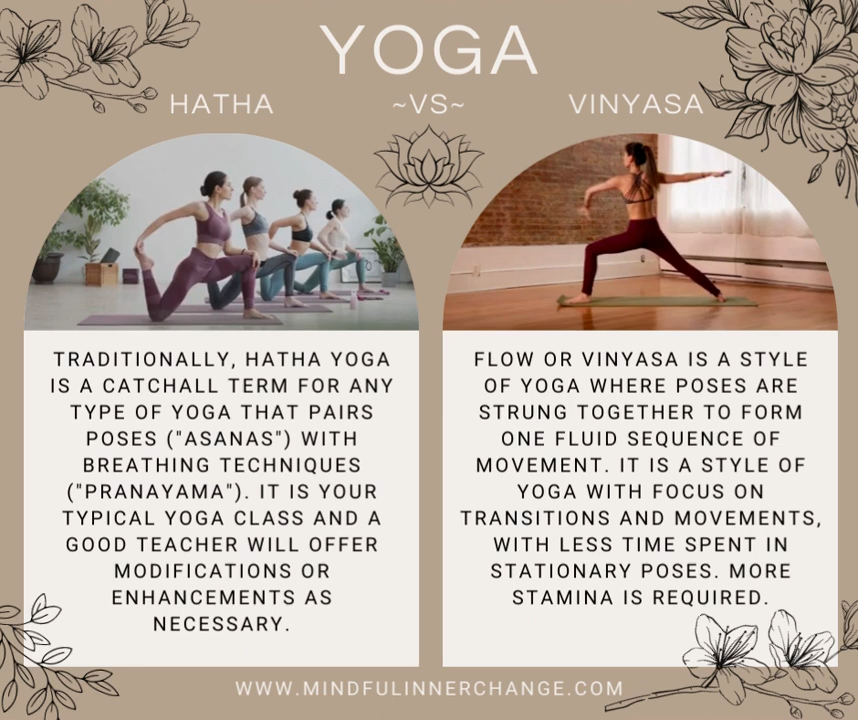 YOGA
HATHA
~VS~
VINYASA
TRADITIONALLY, HATHA YOGA
IS A CATCHALL TERM FOR ANY
TYPE OF YOGA THAT PAIRS
POSES ("ASANAS") WITH
BREATHING TECHNIQUES
("PRANAYAMA"). IT IS YOUR
TYPICAL YOGA CLASS AND A
GOOD TEACHER WILL OFFER
MODIFICATIONS OR
ENHANCEMENTS AS
NECESSARY.
FLOW OR VINYASA IS A STYLE
OF YOGA WHERE POSES ARE
STRUNG TOGETHER TO FORM
ONE FLUID SEQUENCE OF
MOVEMENT. IT IS A STYLE OF
YOGA WITH FOCUS ON
TRANSITIONS AND MOVEMENTS,
WITH LESS TIME SPENT IN
STATIONARY POSES. MORE
STAMINA IS REQUIRED.
WWW.MINDFULINNERCHANGE.COM